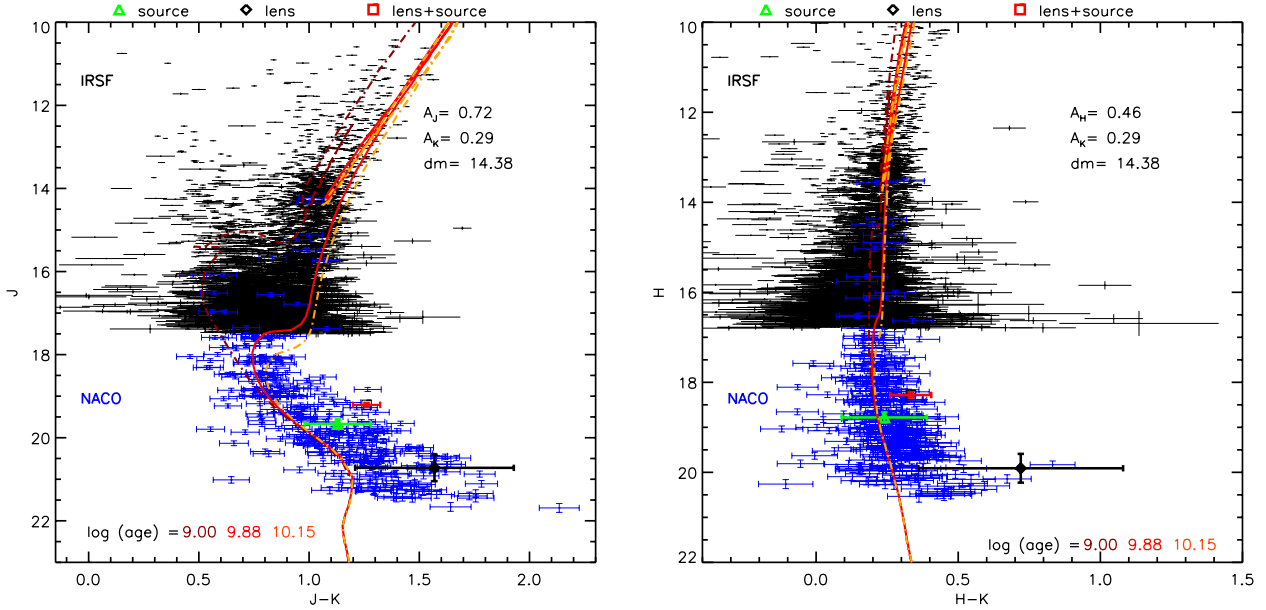 source lens lens+source
10
12
14
16
18
20
22
J
IRSF
A_J = 0.72
A_K = 0.29
dm= 14.38
NACO
log (age) = 9.00 9.88 10.15
0.0 0.5 1.0 1.5 2.0
J-K
source lens lens+source
10
12
14
16
18
20
22
H
IRSF
A_H = 0.46
A_K = 0.29
dm= 14.38
NACO
log (age) = 9.00 9.88 10.15
0.0 0.5 1.0 1.5
H-K